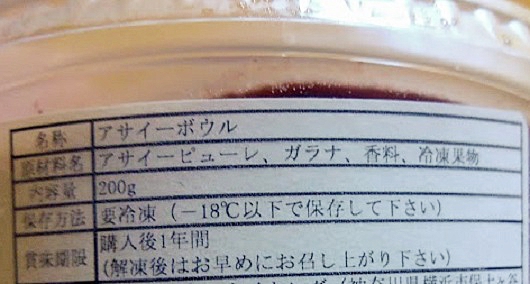 名称 アサイーボウル
原材料名 アサイーピューレ、ガラナ、香料、冷凍果物
内容量 200g
保存方法 要冷凍(－18℃以下で保存して下さい)
賞味期限 購入後1年間
(解凍後はお早めにお召し上がり下さい)